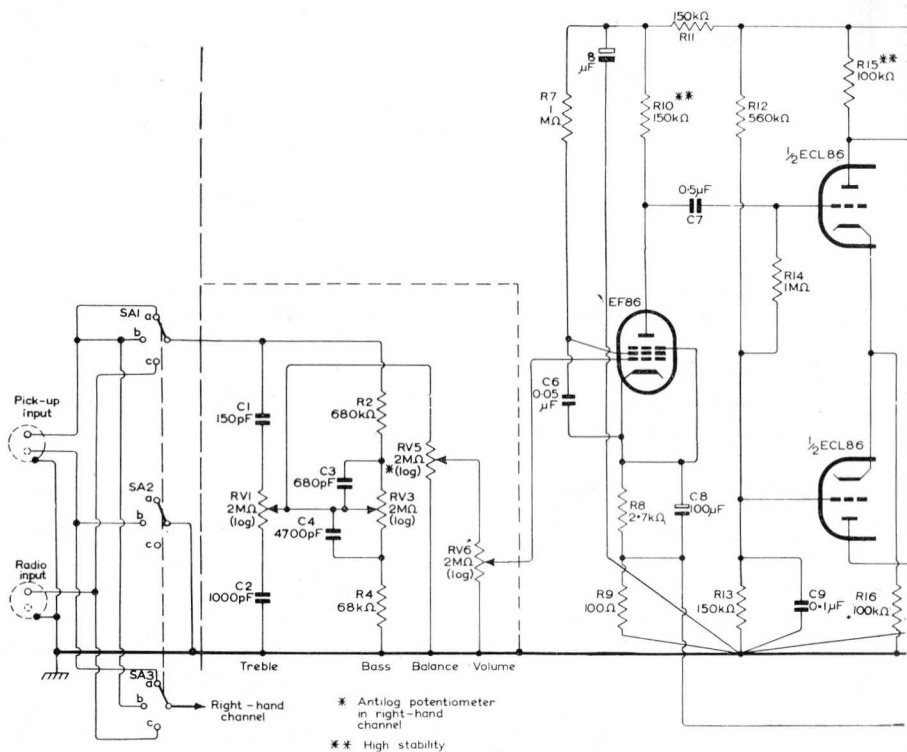 150kΩ
R11
8
μF
R7
1
MΩ
R10**
150kΩ
R12
560kΩ
R15**
100kΩ
½ECL86
0·5μF
C7
R14
1MΩ
EF86
SA1
a
b
c
Pick-up
input
C1
150pF
R2
680kΩ
C6
0·05
μF
RV5
2MΩ
*(log)
C3
680pF
½ECL86
SA2
a
b
c
RV1
2MΩ
(log)
RV3
2MΩ
(log)
C4
4700pF
R8
2·7kΩ
C8
100μF
RV6
2MΩ
(log)
Radio
input
C2
1000pF
R4
68kΩ
R9
100Ω
R13
150kΩ
C9
0·1μF
R16
100kΩ
Treble
Bass
Balance
Volume
SA3
a
b
c
Right-hand
channel
* Antilog potentiometer
in right-hand
channel
** High stability